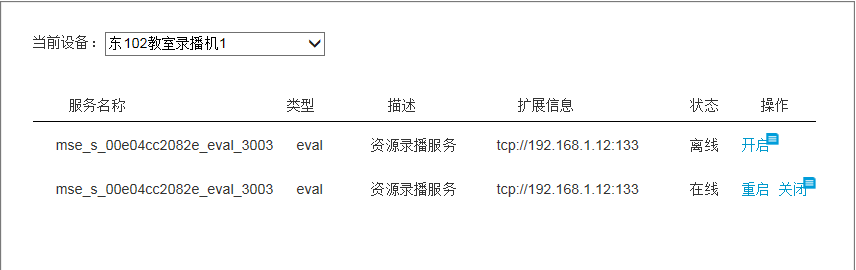 当前设备： 东102教室录播机1
服务名称 类型 描述 扩展信息 状态 操作
mse_s_00e04cc2082e_eval_3003 eval 资源录播服务 tcp://192.168.1.12:133 离线 开启
mse_s_00e04cc2082e_eval_3003 eval 资源录播服务 tcp://192.168.1.12:133 在线 重启 关闭